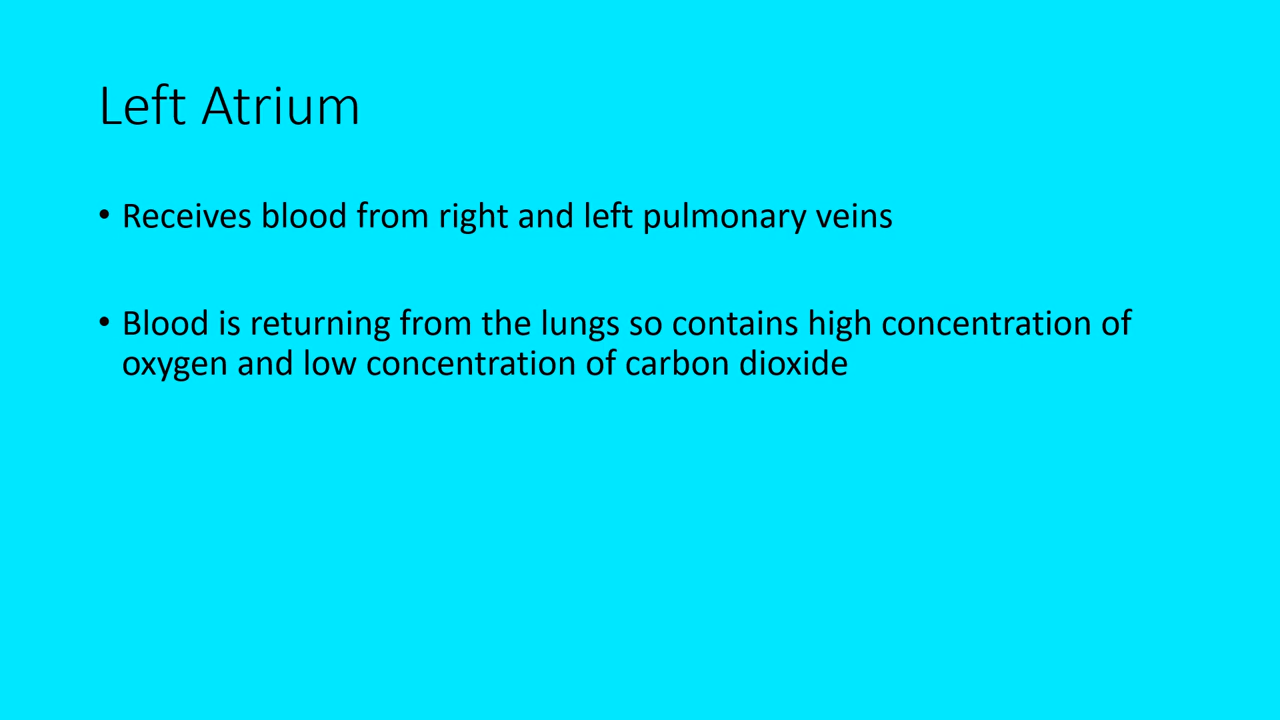 Left Atrium
• Receives blood from right and left pulmonary veins
• Blood is returning from the lungs so contains high concentration of
oxygen and low concentration of carbon dioxide